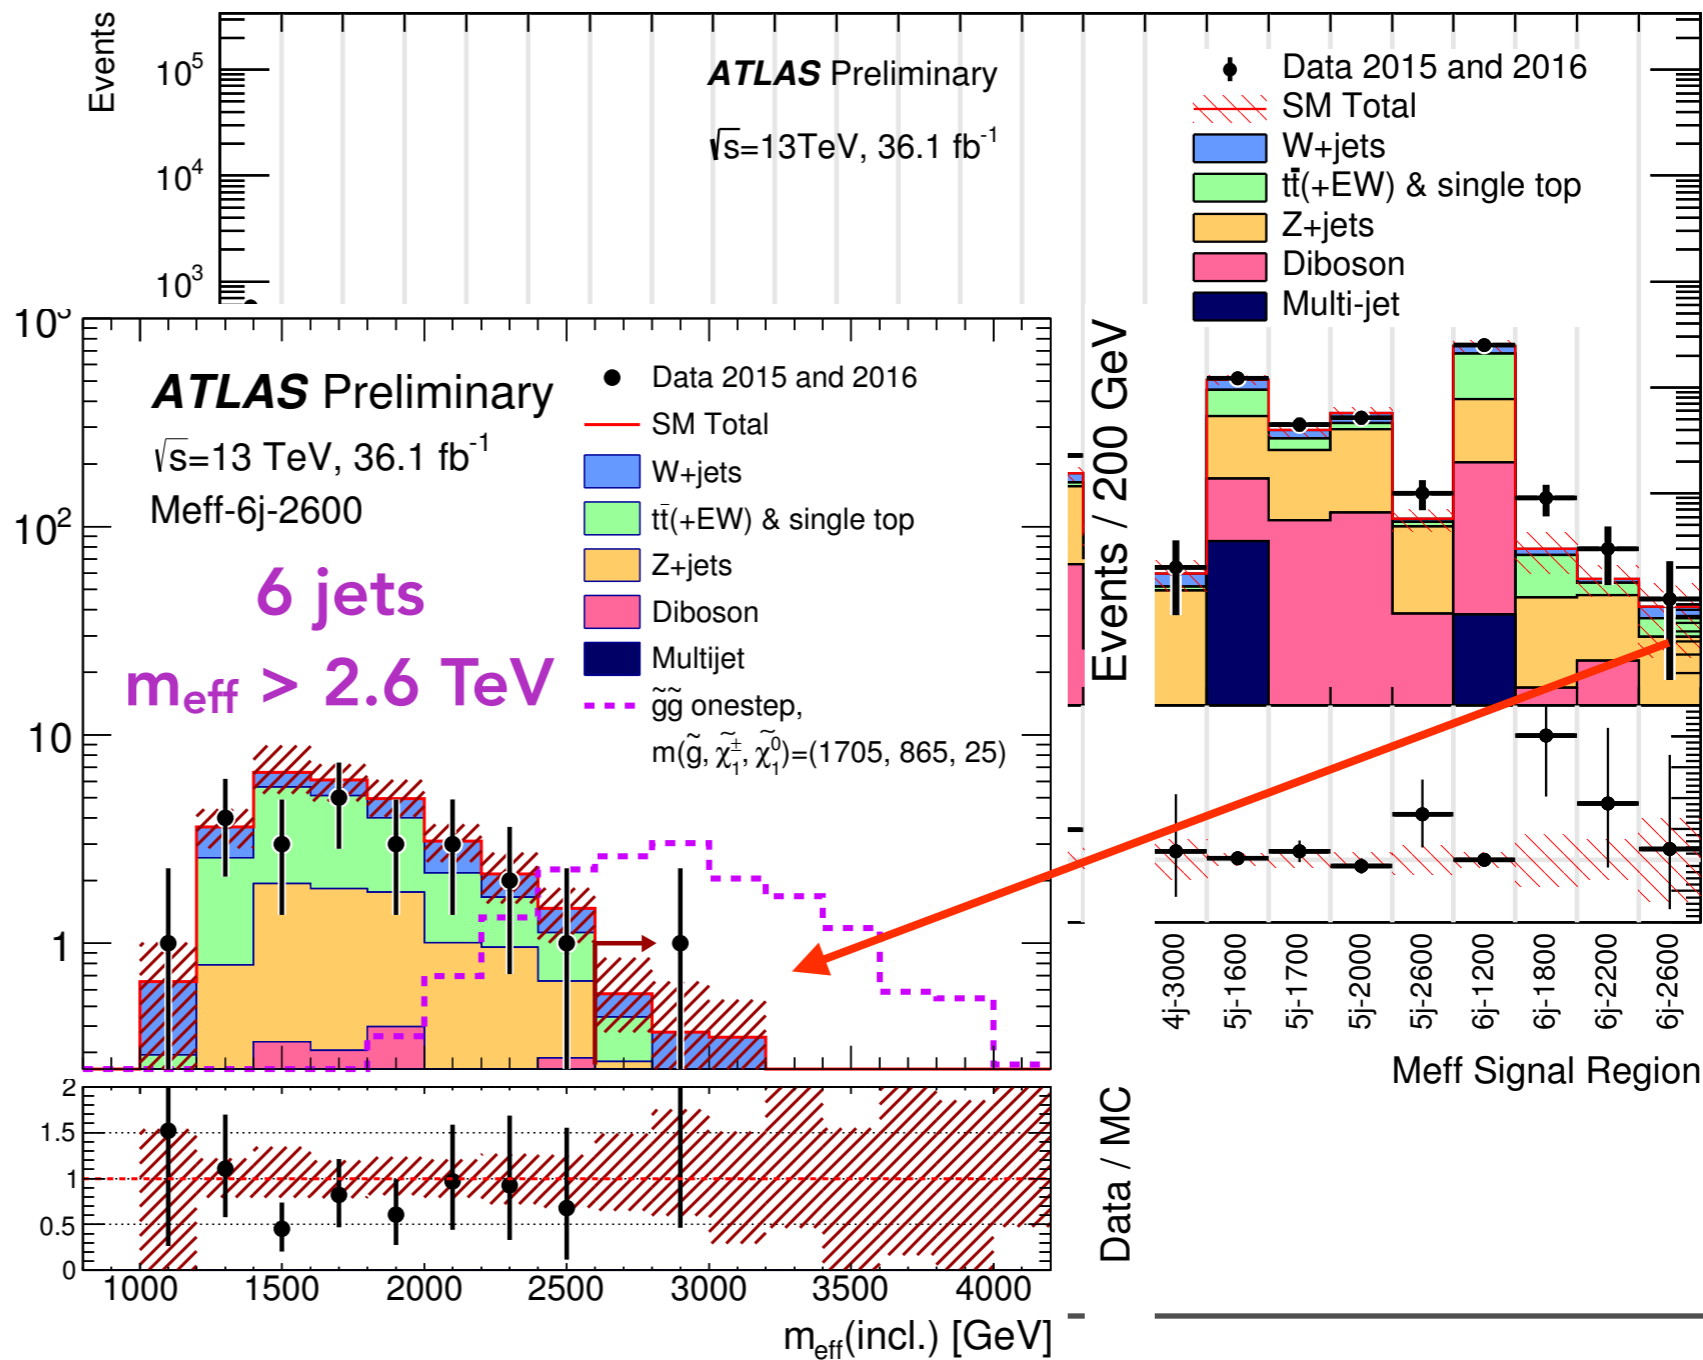 Events
10^5
10^4
10^3
ATLAS Preliminary
√s=13TeV, 36.1 fb^-1
Data 2015 and 2016
SM Total
W+jets
tt̄(+EW) & single top
Z+jets
Diboson
Multi-jet
10^2
10
1
ATLAS Preliminary
√s=13 TeV, 36.1 fb^-1
Meff-6j-2600
6 jets
m_eff > 2.6 TeV
Data 2015 and 2016
SM Total
W+jets
tt̄(+EW) & single top
Z+jets
Diboson
Multijet
g̃g̃ onestep,
m(g̃, χ̃_1^±, χ̃_1^0)=(1705, 865, 25)
Events / 200 GeV
4j-3000
5j-1600
5j-1700
5j-2000
5j-2600
6j-1200
6j-1800
6j-2200
6j-2600
Meff Signal Region
2
1.5
1
0.5
0
1000 1500 2000 2500 3000 3500 4000
m_eff(incl.) [GeV]
Data / MC